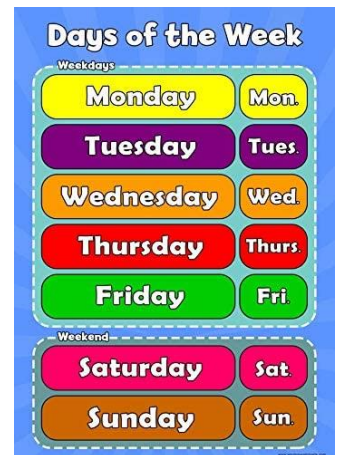 Days of the Week
Weekdays
Monday Mon.
Tuesday Tues.
Wednesday Wed.
Thursday Thurs.
Friday Fri.
Weekend
Saturday Sat.
Sunday Sun.